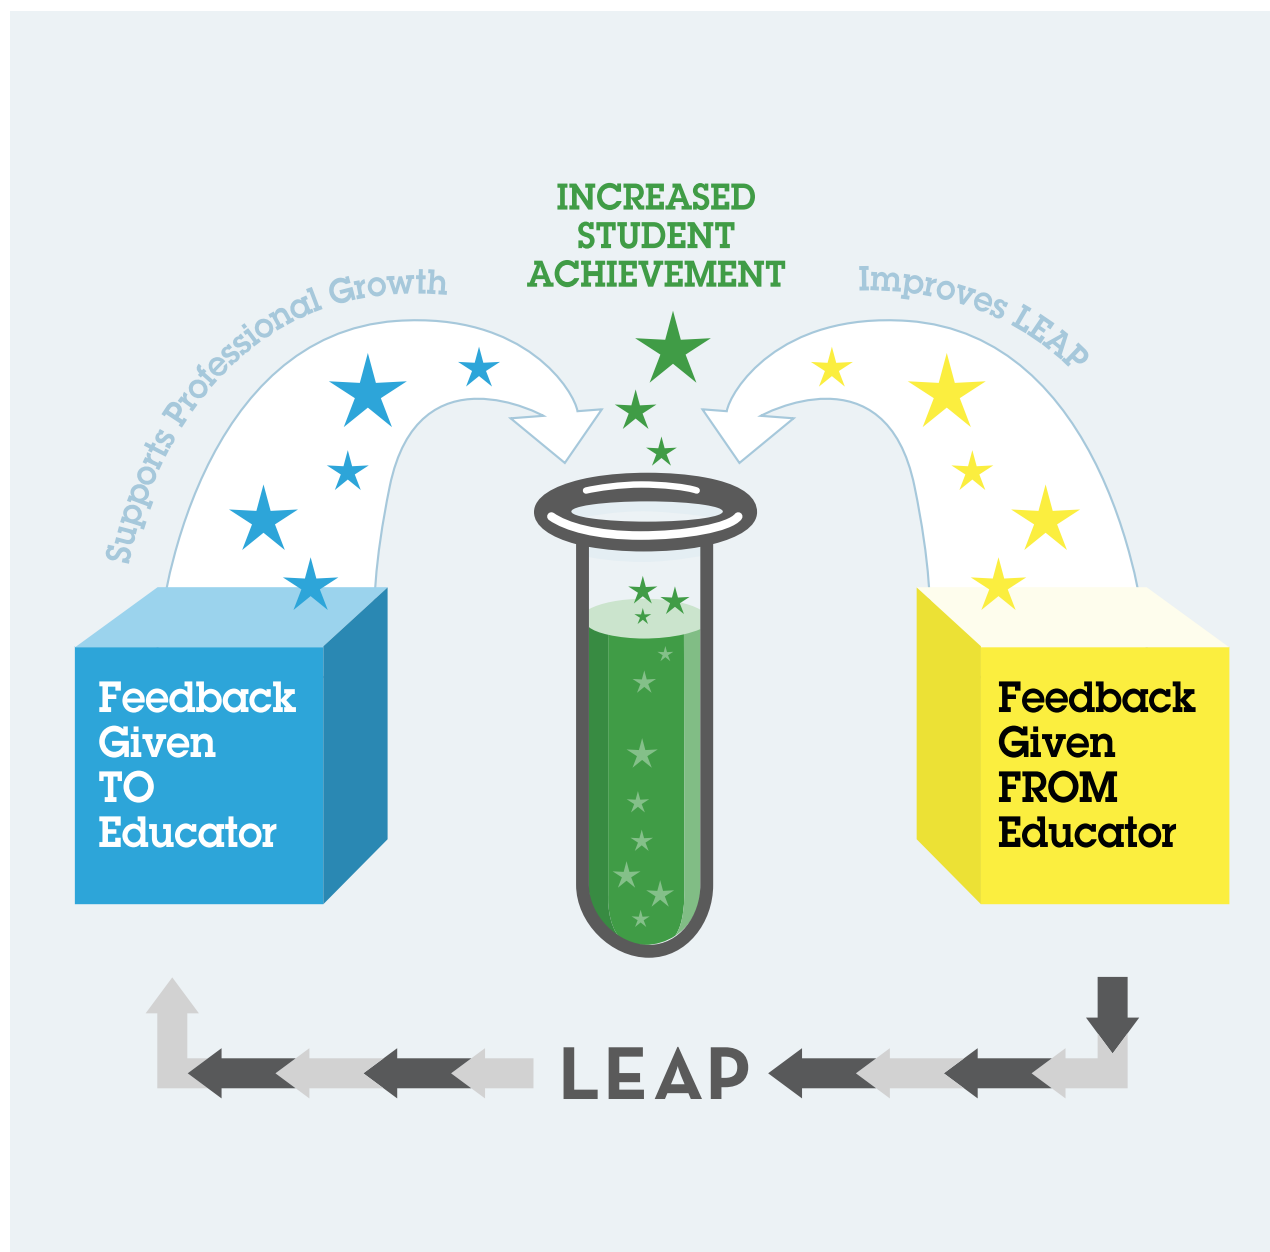 INCREASED
STUDENT
ACHIEVEMENT
Supports Professional Growth
Improves LEAP
Feedback
Given
TO
Educator
Feedback
Given
FROM
Educator
LEAP